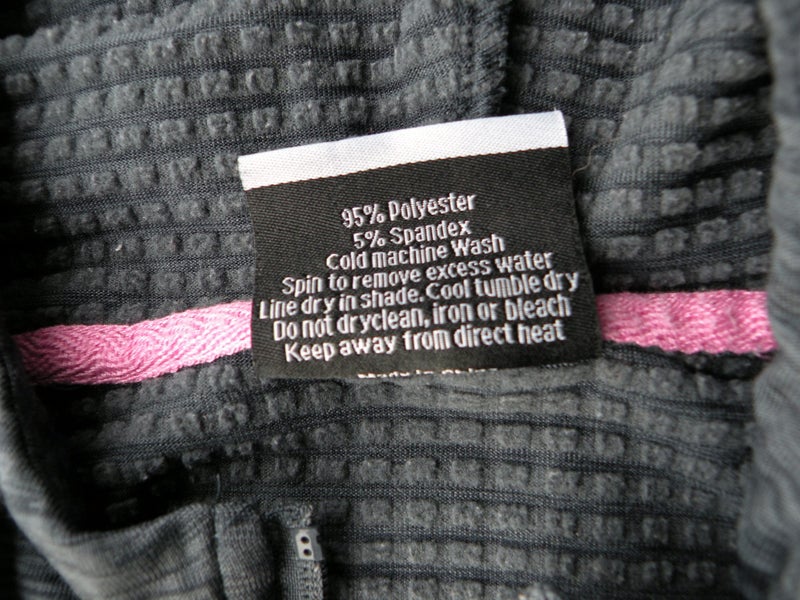 95% Polyester
5% Spandex
Cold machine Wash
Spin to remove excess water
Line dry in shade. Cool tumble dry
Do not dryclean, iron or bleach
Keep away from direct heat